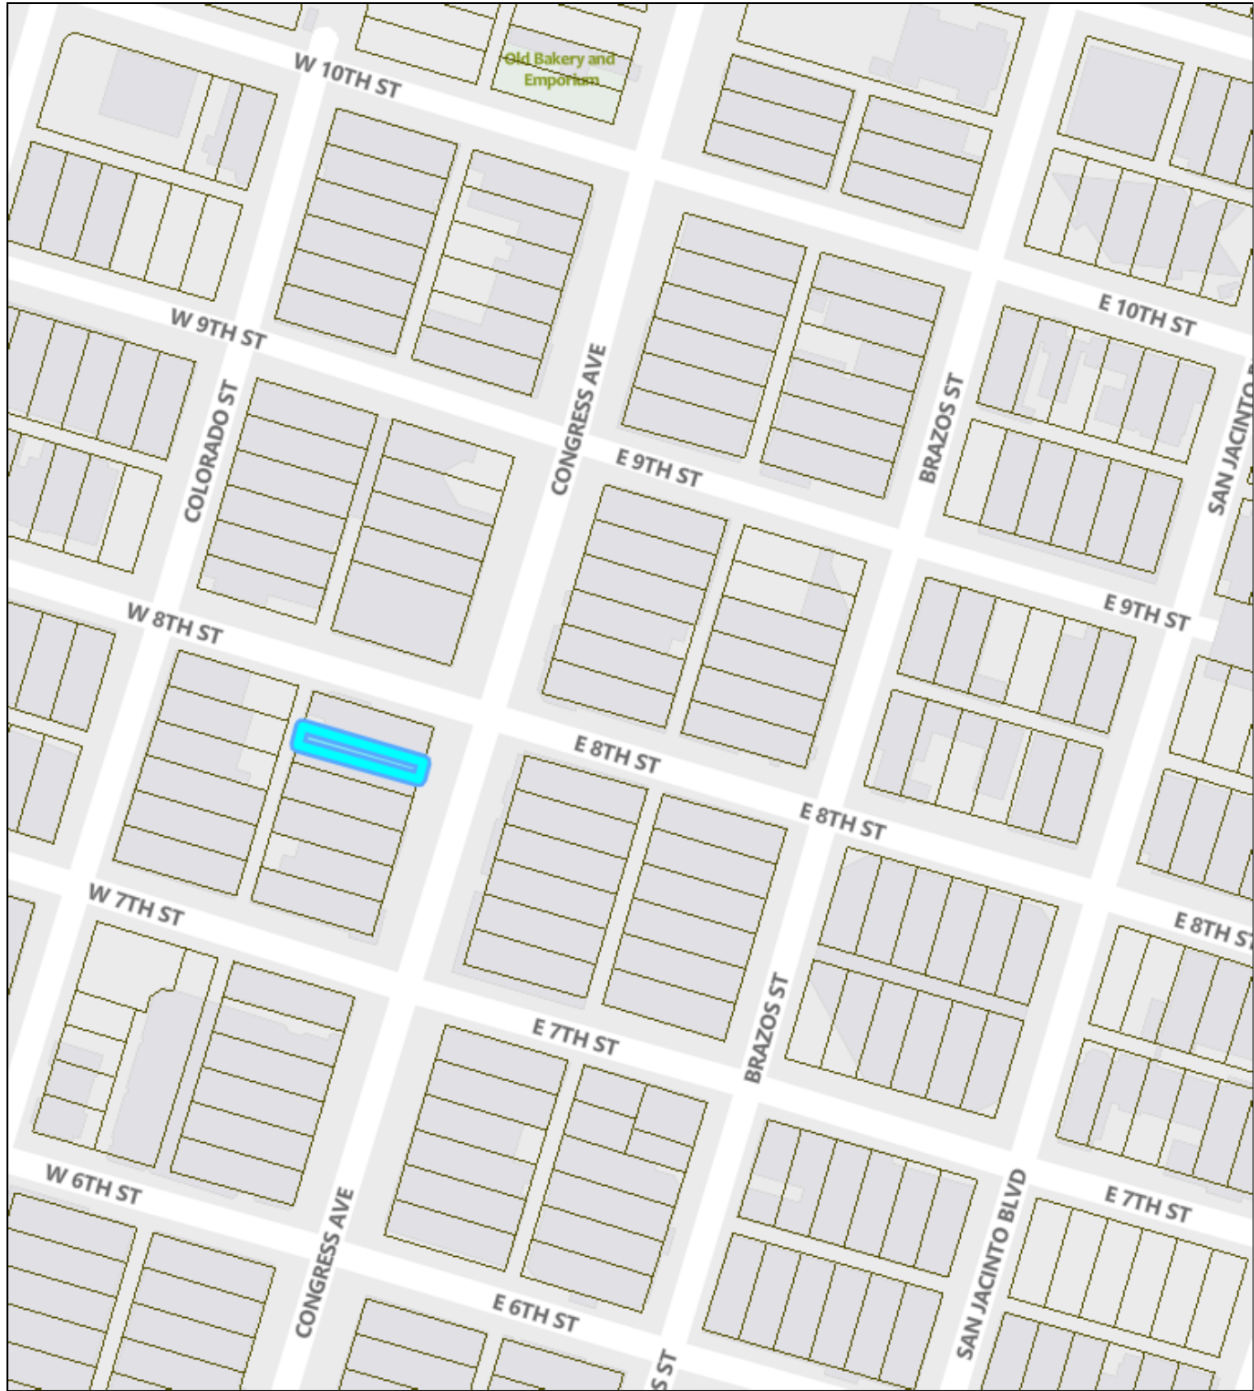 Old Bakery and
Emporium
W 10TH ST
E 10TH ST
W 9TH ST
CONGRESS AVE
COLORADO ST
BRAZOS ST
E 9TH ST
SAN JACINTO
W 8TH ST
E 9TH ST
E 8TH ST
E 8TH ST
W 7TH ST
E 8TH ST
BRAZOS ST
E 7TH ST
W 6TH ST
E 7TH ST
CONGRESS AVE
SAN JACINTO BLVD
E 6TH ST
S ST